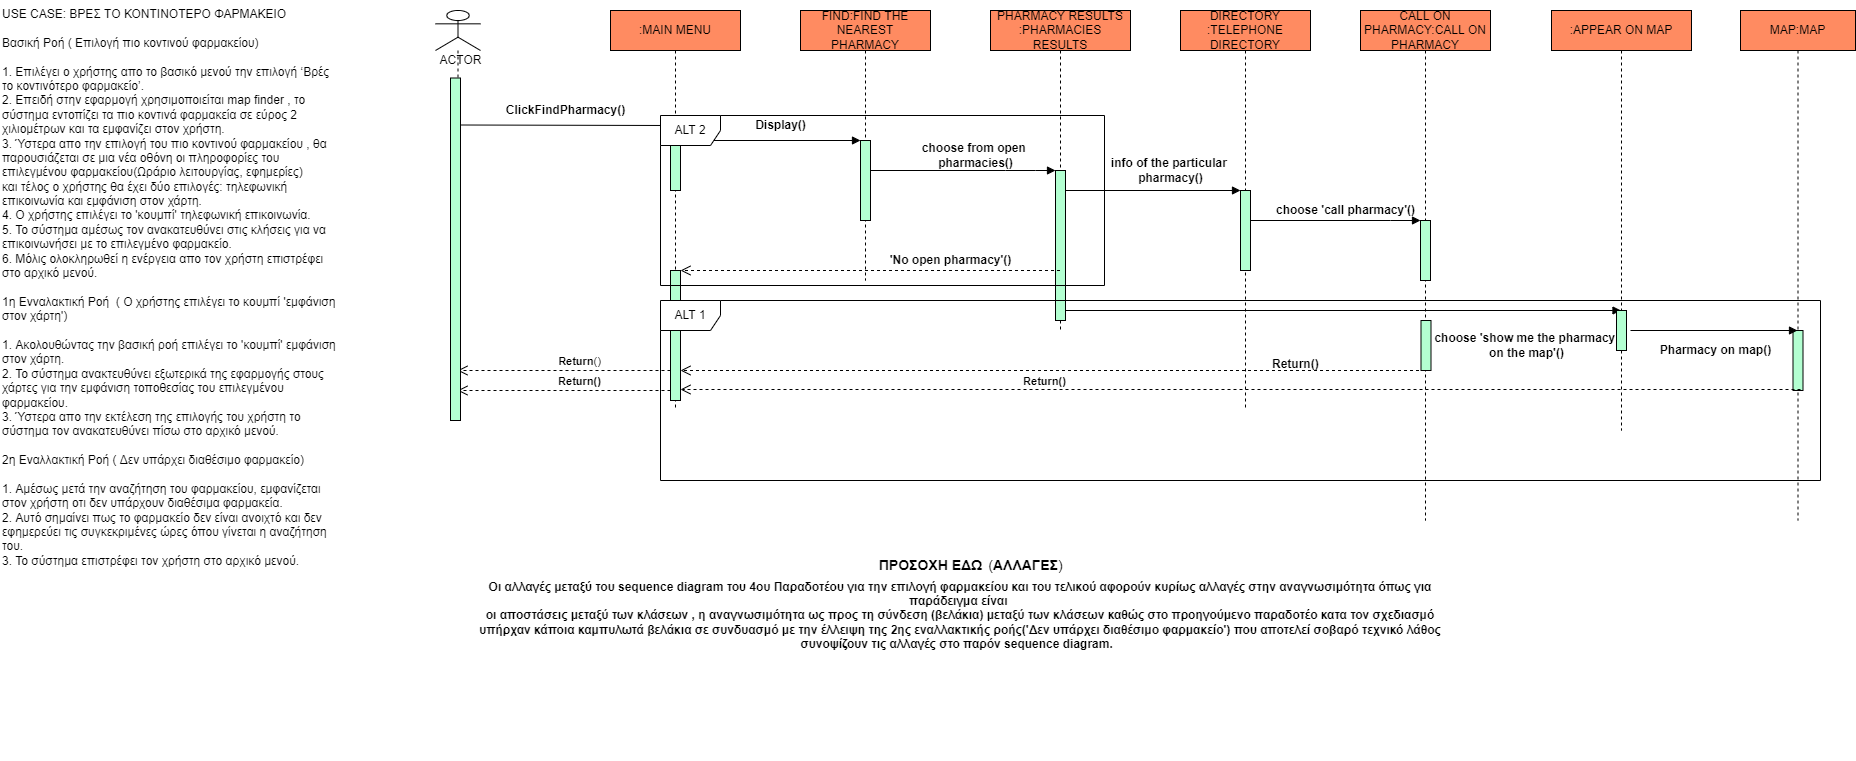 USE CASE: ΒΡΕΣ ΤΟ ΚΟΝΤΙΝΟΤΕΡΟ ΦΑΡΜΑΚΕΙΟ
Βασική Ροή ( Επιλογή πιο κοντινού φαρμακείου)
1. Επιλέγει ο χρήστης απο το βασικό μενού την επιλογή ‘Βρές
το κοντινότερο φαρμακείο’.
2. Επειδή στην εφαρμογή χρησιμοποιείται map finder , το
σύστημα εντοπίζει τα πιο κοντινά φαρμακεία σε εύρος 2
χιλιομέτρων και τα εμφανίζει στον χρήστη.
3. Ύστερα απο την επιλογή του πιο κοντινού φαρμακείου , θα
παρουσιάζεται σε μια νέα οθόνη οι πληροφορίες του
επιλεγμένου φαρμακείου(Ωράριο λειτουργίας, εφημερίες)
και τέλος ο χρήστης θα έχει δύο επιλογές: τηλεφωνική
επικοινωνία και εμφάνιση στον χάρτη.
4. Ο χρήστης επιλέγει το 'κουμπί' τηλεφωνική επικοινωνία.
5. Το σύστημα αμέσως τον ανακατευθύνει στις κλήσεις για να
επικοινωνήσει με το επιλεγμένο φαρμακείο.
6. Μόλις ολοκληρωθεί η ενέργεια απο τον χρήστη επιστρέφει
στο αρχικό μενού.
1η Ενναλακτική Ροή  ( Ο χρήστης επιλέγει το κουμπί 'εμφάνιση
στον χάρτη')
1. Ακολουθώντας την βασική ροή επιλέγει το 'κουμπί' εμφάνιση
στον χάρτη.
2. Το σύστημα ανακτευθύνει εξωτερικά της εφαρμογής στους
χάρτες για την εμφάνιση τοποθεσίας του επιλεγμένου
φαρμακείου.
3. Ύστερα απο την εκτέλεση της επιλογής του χρήστη το
σύστημα τον ανακατευθύνει πίσω στο αρχικό μενού.
2η Εναλλακτική Ροή ( Δεν υπάρχει διαθέσιμο φαρμακείο)
1. Αμέσως μετά την αναζήτηση του φαρμακείου, εμφανίζεται
στον χρήστη οτι δεν υπάρχουν διαθέσιμα φαρμακεία.
2. Αυτό σημαίνει πως το φαρμακείο δεν είναι ανοιχτό και δεν
εφημερεύει τις συγκεκριμένες ώρες όπου γίνεται η αναζήτηση
του.
3. Το σύστημα επιστρέφει τον χρήστη στο αρχικό μενού.
ACTOR
:MAIN MENU
FIND:FIND THE
NEAREST
PHARMACY
PHARMACY RESULTS
:PHARMACIES
RESULTS
DIRECTORY
:TELEPHONE
DIRECTORY
CALL ON
PHARMACY:CALL ON
PHARMACY
:APPEAR ON MAP
MAP:MAP
ClickFindPharmacy()
ALT 2
Display()
choose from open
pharmacies()
info of the particular
pharmacy()
choose 'call pharmacy'()
'No open pharmacy'()
ALT 1
choose 'show me the pharmacy
on the map'()
Pharmacy on map()
Return()
Return()
Return()
Return()
ΠΡΟΣΟΧΗ ΕΔΩ (ΑΛΛΑΓΕΣ)
Οι αλλαγές μεταξύ του sequence diagram του 4ου Παραδοτέου για την επιλογή φαρμακείου και του τελικού αφορούν κυρίως αλλαγές στην αναγνωσιμότητα όπως για
παράδειγμα είναι
οι αποστάσεις μεταξύ των κλάσεων , η αναγνωσιμότητα ως προς τη σύνδεση (βελάκια) μεταξύ των κλάσεων καθώς στο προηγούμενο παραδοτέο κατα τον σχεδιασμό
υπήρχαν κάποια καμπυλωτά βελάκια σε συνδυασμό με την έλλειψη της 2ης εναλλακτικής ροής('Δεν υπάρχει διαθέσιμο φαρμακείο') που αποτελεί σοβαρό τεχνικό λάθος
συνοψίζουν τις αλλαγές στο παρόν sequence diagram.